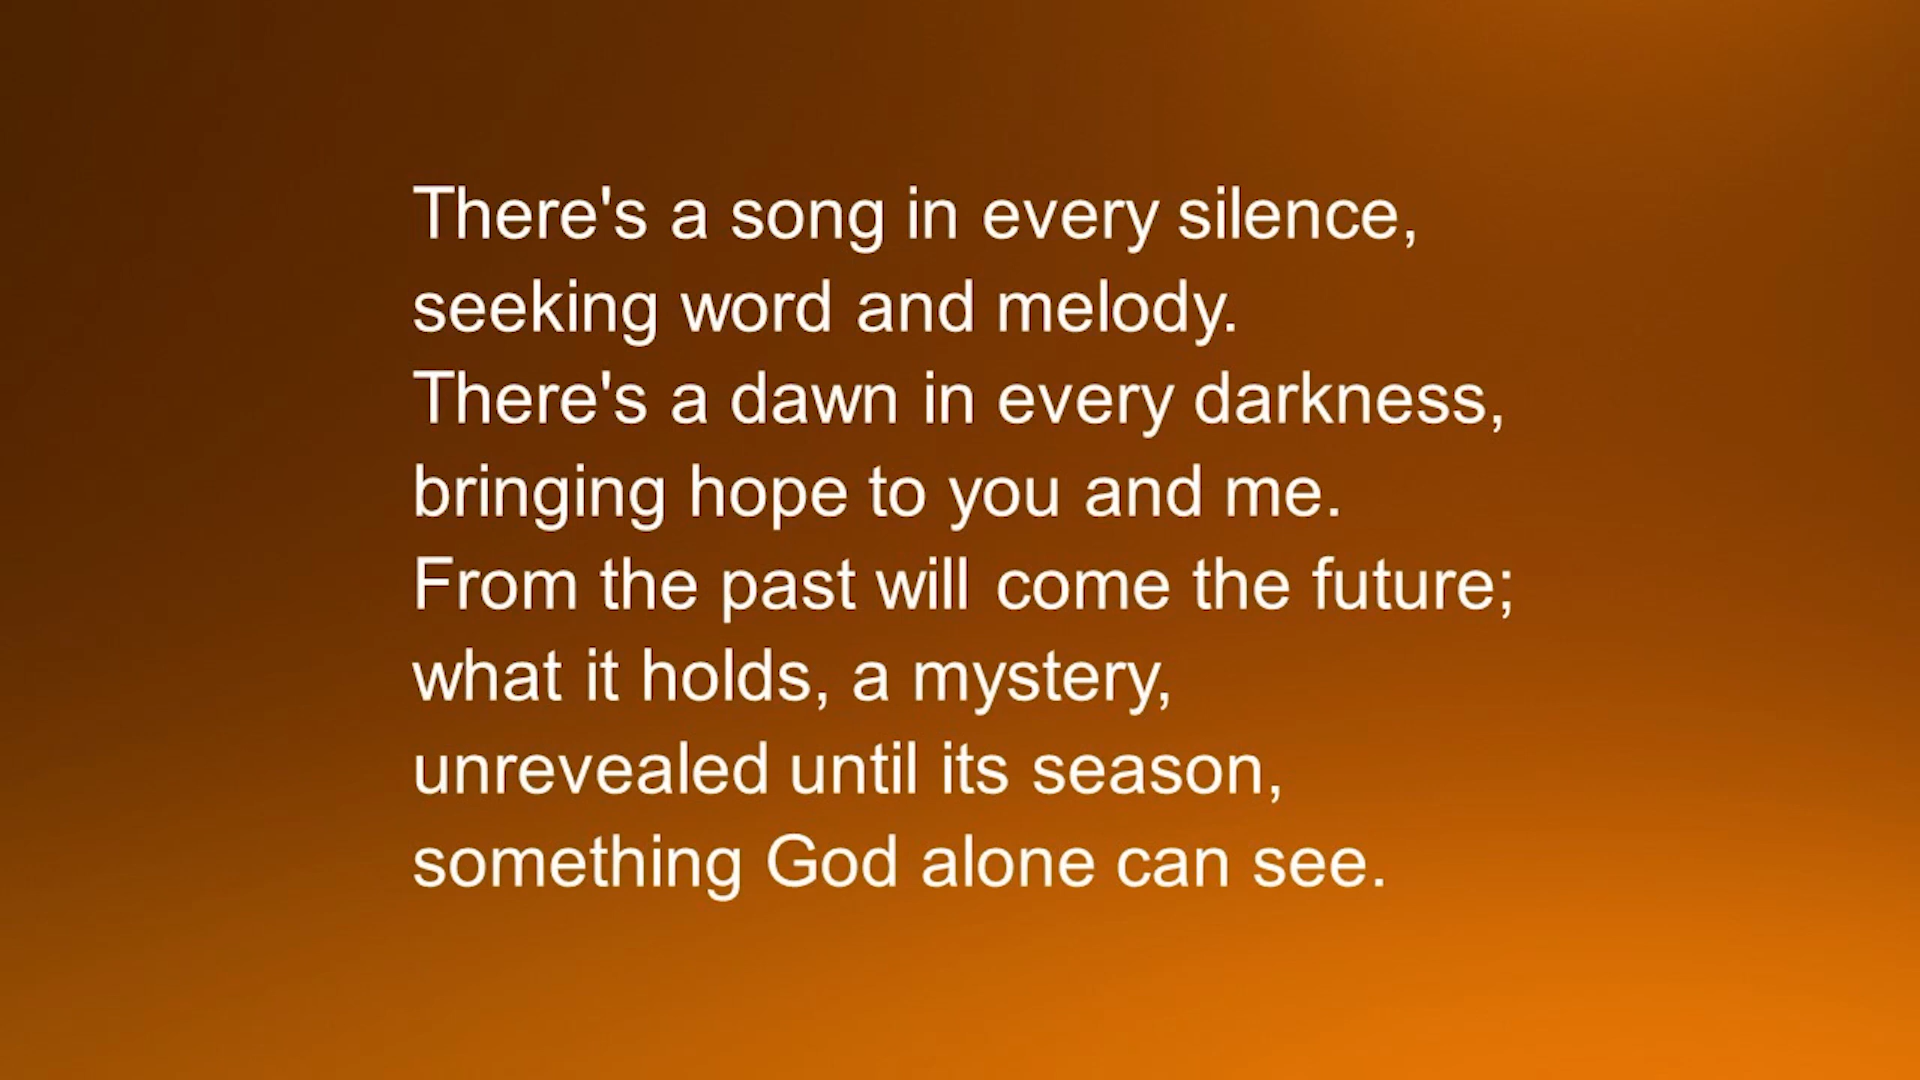 There's a song in every silence,
seeking word and melody.
There's a dawn in every darkness,
bringing hope to you and me.
From the past will come the future;
what it holds, a mystery,
unrevealed until its season,
something God alone can see.